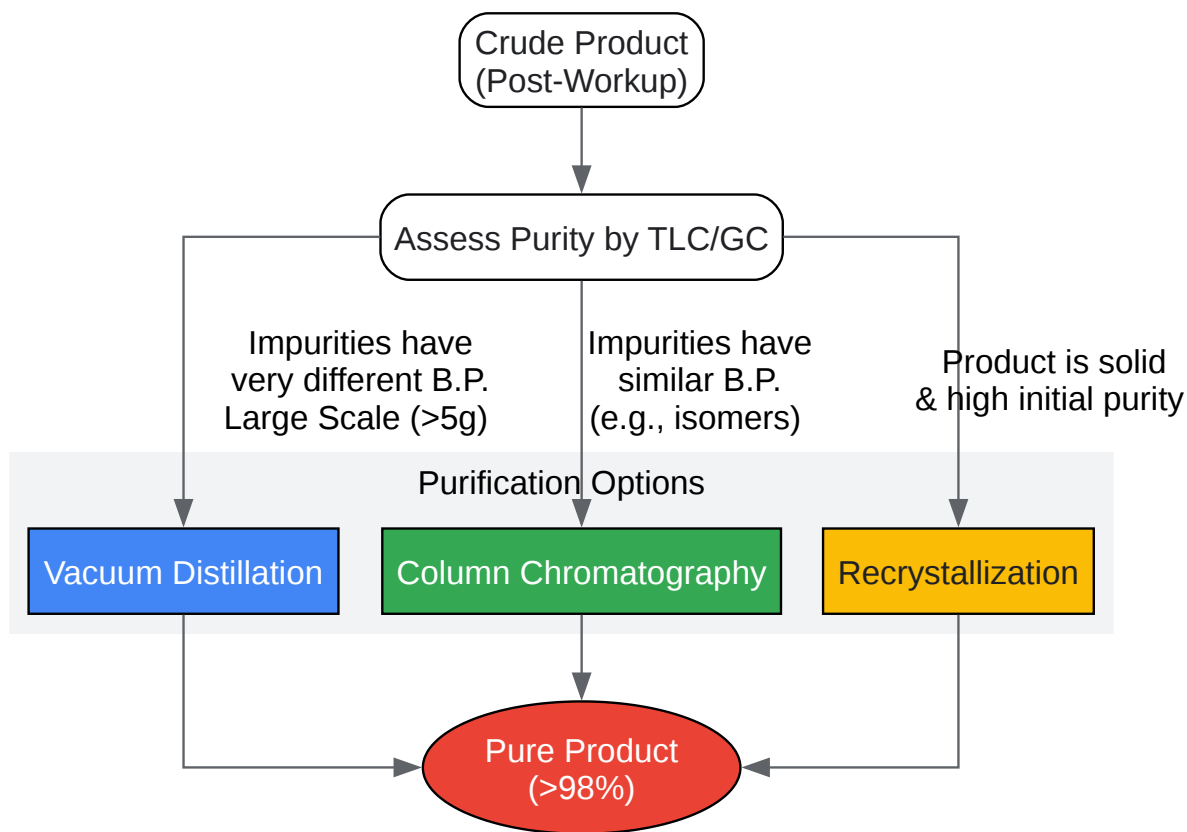 Crude Product
(Post-Workup)
Assess Purity by TLC/GC
Impurities have
very different B.P.
Large Scale (>5g)
Impurities have
similar B.P.
(e.g., isomers)
Product is solid
& high initial purity
Purification Options
Vacuum Distillation
Column Chromatography
Recrystallization
Pure Product
(>98%)